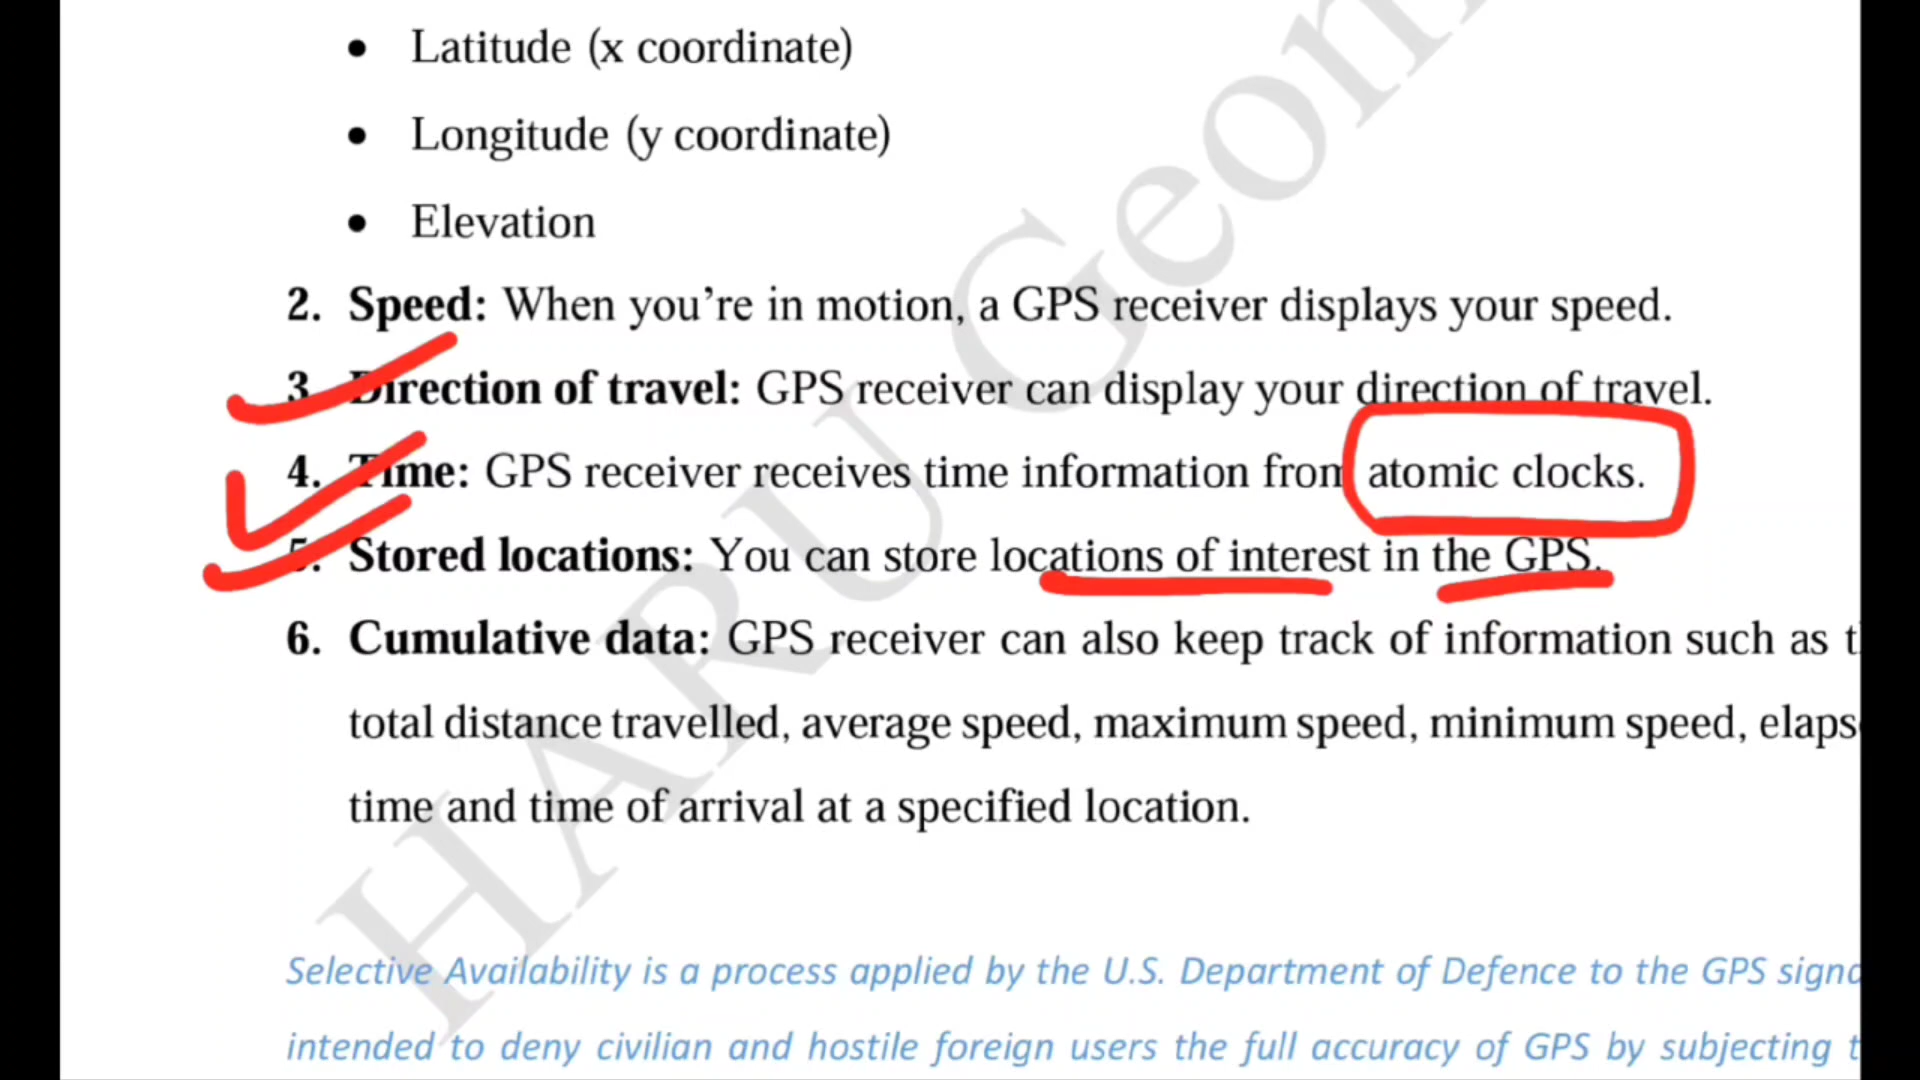 • Latitude (x coordinate)
• Longitude (y coordinate)
• Elevation
2. Speed: When you're in motion, a GPS receiver displays your speed.
3. Direction of travel: GPS receiver can display your direction of travel.
4. Time: GPS receiver receives time information from atomic clocks.
5. Stored locations: You can store locations of interest in the GPS.
6. Cumulative data: GPS receiver can also keep track of information such as
total distance travelled, average speed, maximum speed, minimum speed,
time and time of arrival at a specified location.
Selective Availability is a process applied by the U.S. Department of Defence to the GPS
intended to deny civilian and hostile foreign users the full accuracy of GPS by subjecting
HARU